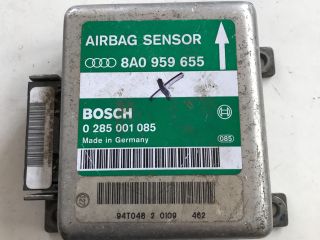 AIRBAG SENSOR
8A0 959 655
X
BOSCH
0 285 001 085
Made in Germany
085
94T048 2 0109 462